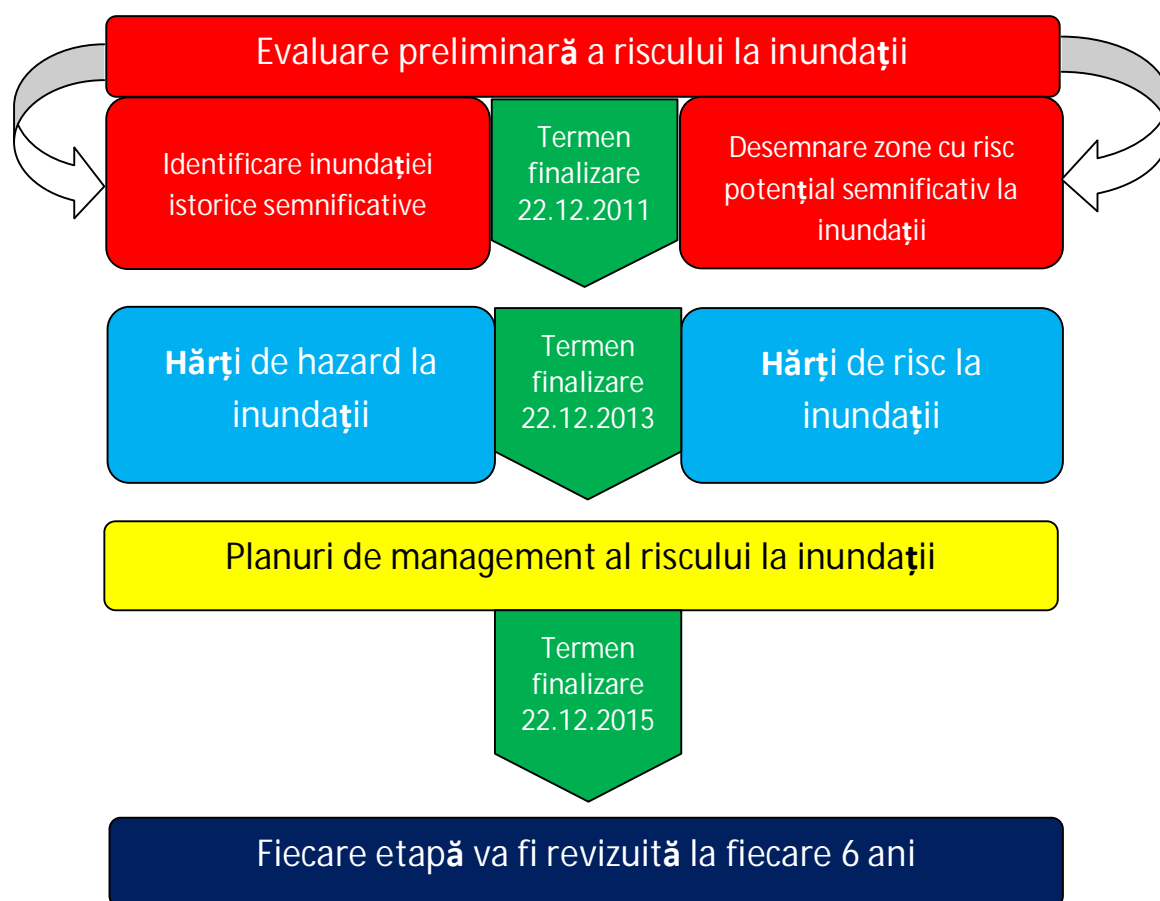 Evaluare preliminară a riscului la inundații
Identificare inundației
istorice semnificative
Termen
finalizare
22.12.2011
Desemnare zone cu risc
potențial semnificativ la
inundații
Hărți de hazard la
inundații
Termen
finalizare
22.12.2013
Hărți de risc la
inundații
Planuri de management al riscului la inundații
Termen
finalizare
22.12.2015
Fiecare etapă va fi revizuită la fiecare 6 ani